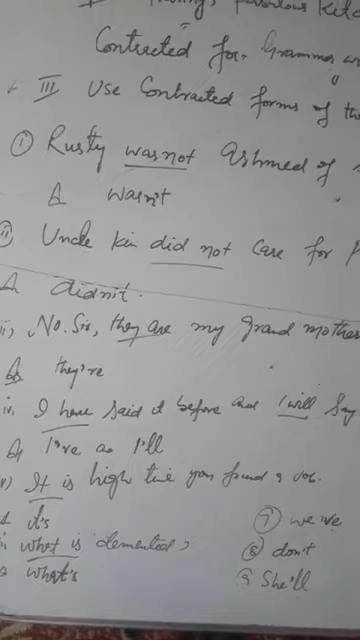 Contracted for. Grammar
III Use Contracted forms of the
① Rusty was not Ashmed of
A wasn't
ii) Uncle Kin did not care for P
A didn't.
iii) No. Sir, they are my Grand mothes
A they're
iv. I have said it before and I will Say
A I've as I'll
v) It is high time you found a Job.
A it's ⑦ we've
what is demented? ⑧ don't
A what's 9 She'll